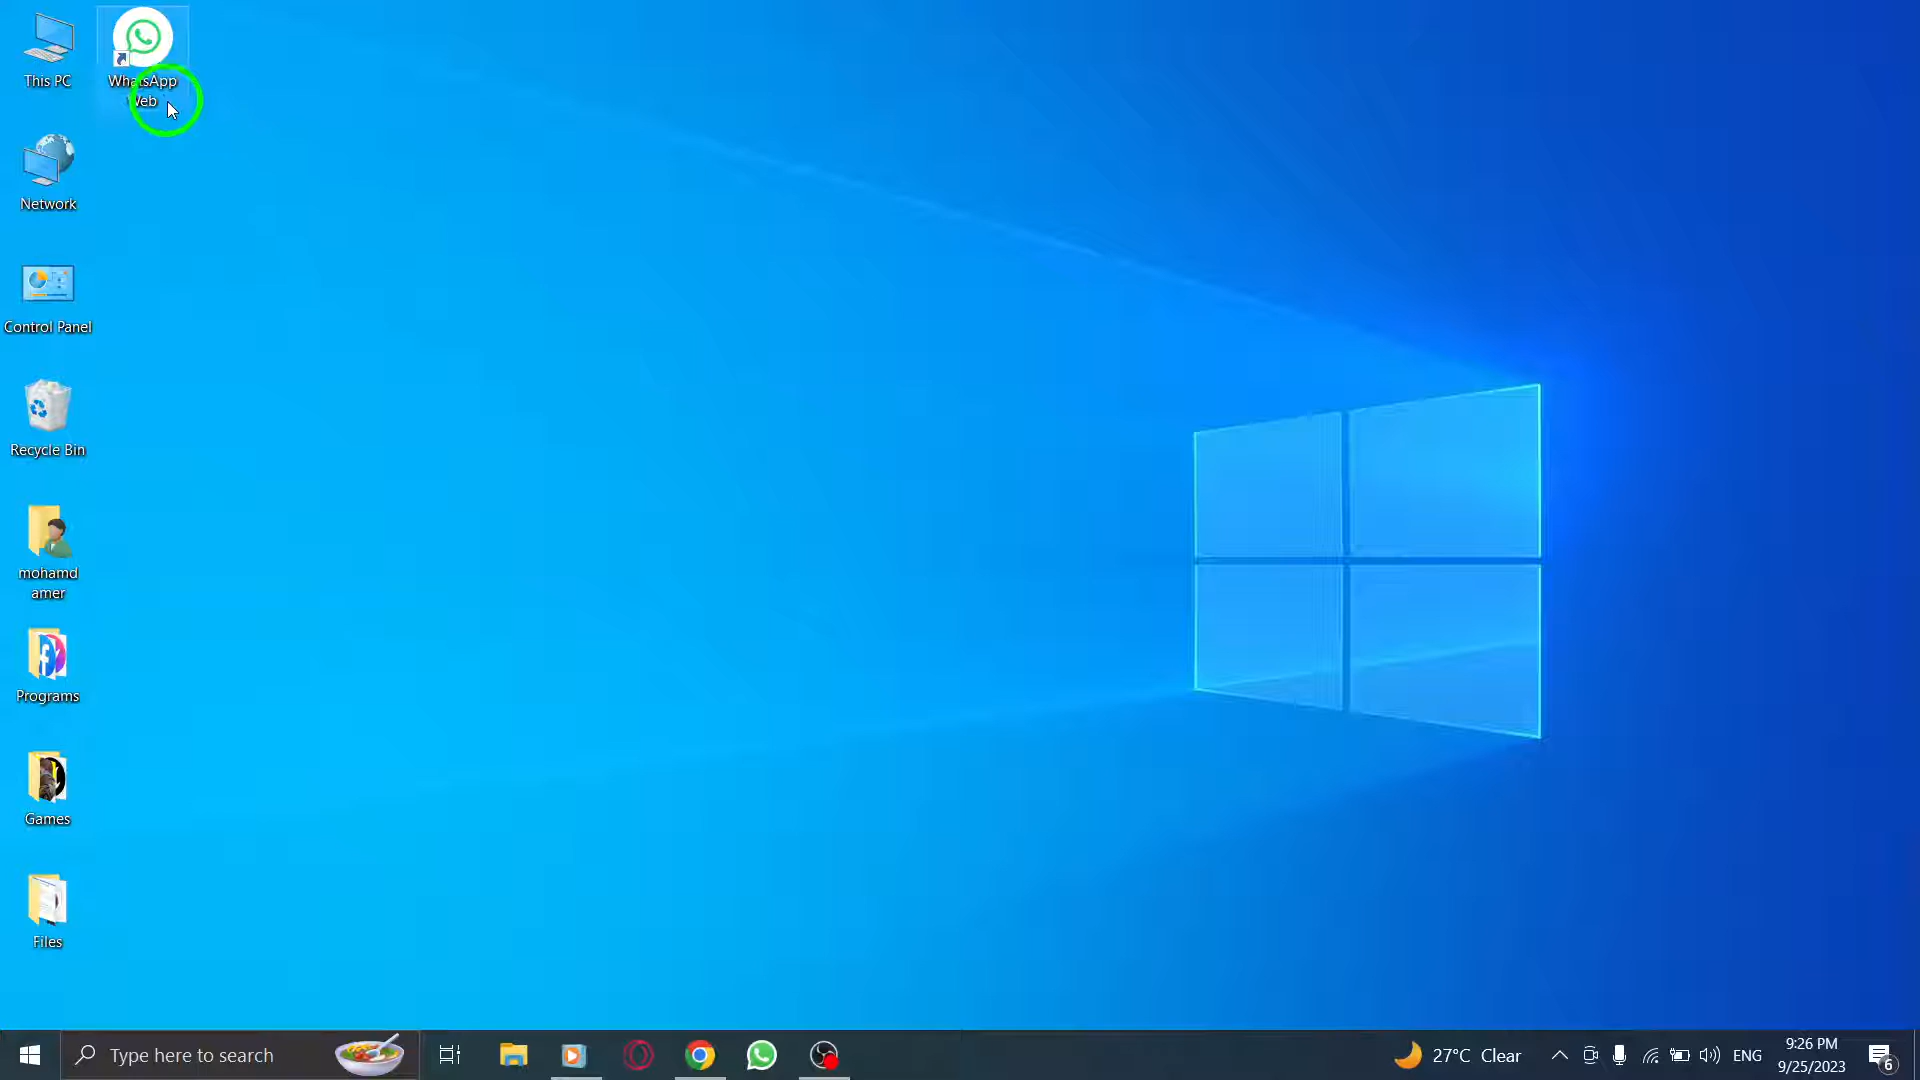 This PC
WhatsApp
Web
Network
Control Panel
Recycle Bin
mohamd
amer
Programs
Games
Files
Type here to search
27°C Clear
ENG
9:26 PM
9/25/2023
6